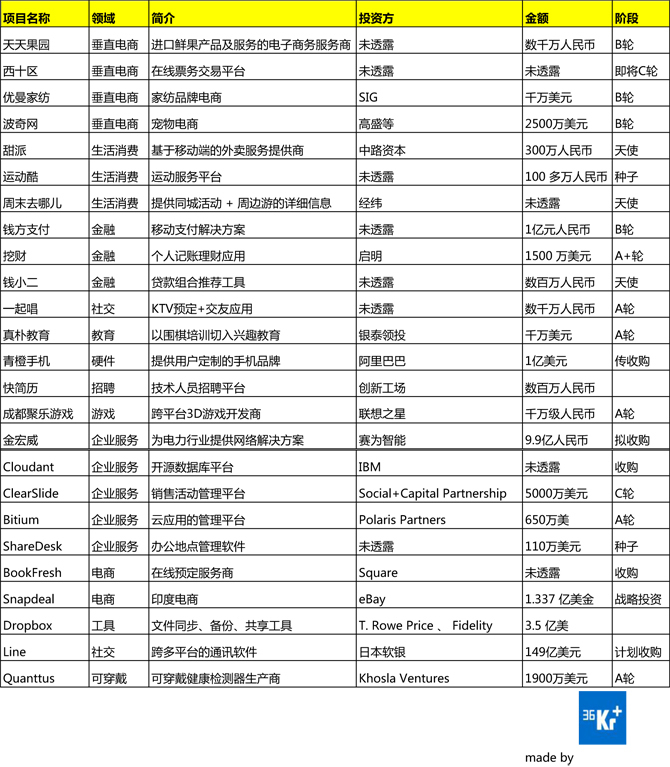 项目名称 领域 简介 投资方 金额 阶段
天天果园 垂直电商 进口鲜果产品及服务的电子商务服务商 未透露 数千万人民币 B轮
西十区 垂直电商 在线票务交易平台 未透露 未透露 即将C轮
优曼家纺 垂直电商 家纺品牌电商 SIG 千万美元 B轮
波奇网 垂直电商 宠物电商 高盛等 2500万美元 B轮
甜派 生活消费 基于移动端的外卖服务提供商 中路资本 300万人民币 天使
运动酷 生活消费 运动服务平台 未透露 100 多万人民币 种子
周末去哪儿 生活消费 提供同城活动 + 周边游的详细信息 经纬 未透露 天使
钱方支付 金融 移动支付解决方案 未透露 1亿元人民币 B轮
挖财 金融 个人记账理财应用 启明 1500 万美元 A+轮
钱小二 金融 贷款组合推荐工具 未透露 数百万人民币 天使
一起唱 社交 KTV预定+交友应用 未透露 数千万人民币 A轮
真朴教育 教育 以围棋培训切入兴趣教育 银泰领投 千万美元 A轮
青橙手机 硬件 提供用户定制的手机品牌 阿里巴巴 1亿美元 传收购
快简历 招聘 技术人员招聘平台 创新工场 数百万人民币
成都聚乐游戏 游戏 跨平台3D游戏开发商 联想之星 千万级人民币 A轮
金宏威 企业服务 为电力行业提供网络解决方案 赛为智能 9.9亿人民币 拟收购
Cloudant 企业服务 开源数据库平台 IBM 未透露 收购
ClearSlide 企业服务 销售活动管理平台 Social+Capital Partnership 5000万美元 C轮
Bitium 企业服务 云应用的管理平台 Polaris Partners 650万美 A轮
ShareDesk 企业服务 办公地点管理软件 未透露 110万美元 种子
BookFresh 电商 在线预定服务商 Square 未透露 收购
Snapdeal 电商 印度电商 eBay 1.337 亿美金 战略投资
Dropbox 工具 文件同步、备份、共享工具 T. Rowe Price 、 Fidelity 3.5 亿美
Line 社交 跨多平台的通讯软件 日本软银 149亿美元 计划收购
Quanttus 可穿戴 可穿戴健康检测器生产商 Khosla Ventures 1900万美元 A轮
36Kr+
made by